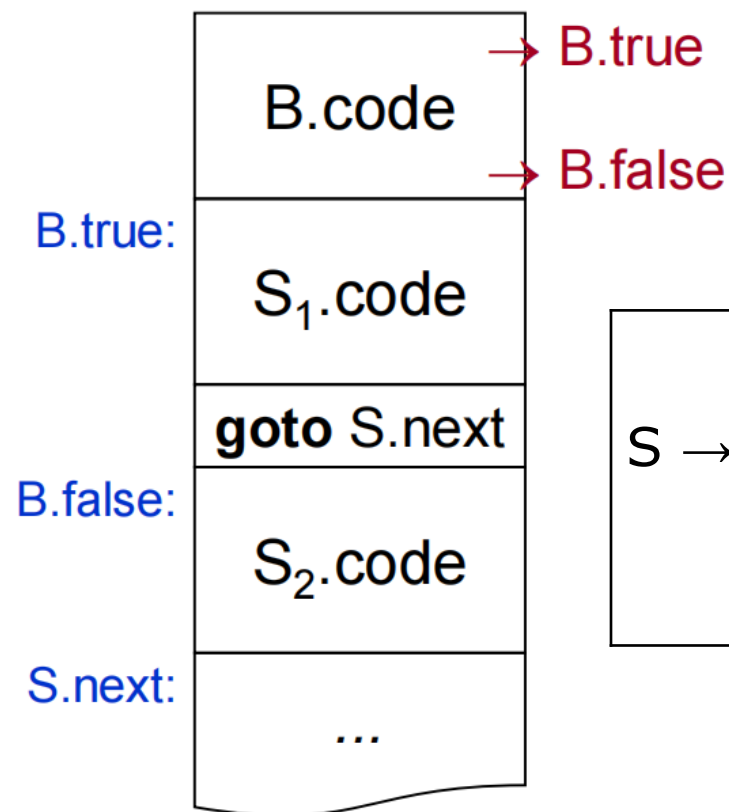 → B.true
B.code
→ B.false
B.true:
S₁.code
goto S.next
B.false:
S₂.code
S.next:
...
S →